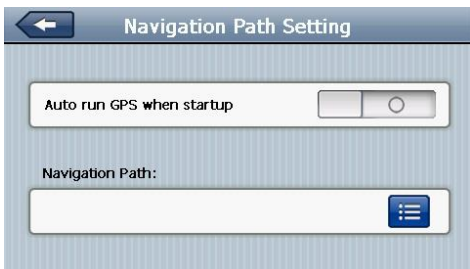 Navigation Path Setting
Auto run GPS when startup
Navigation Path: